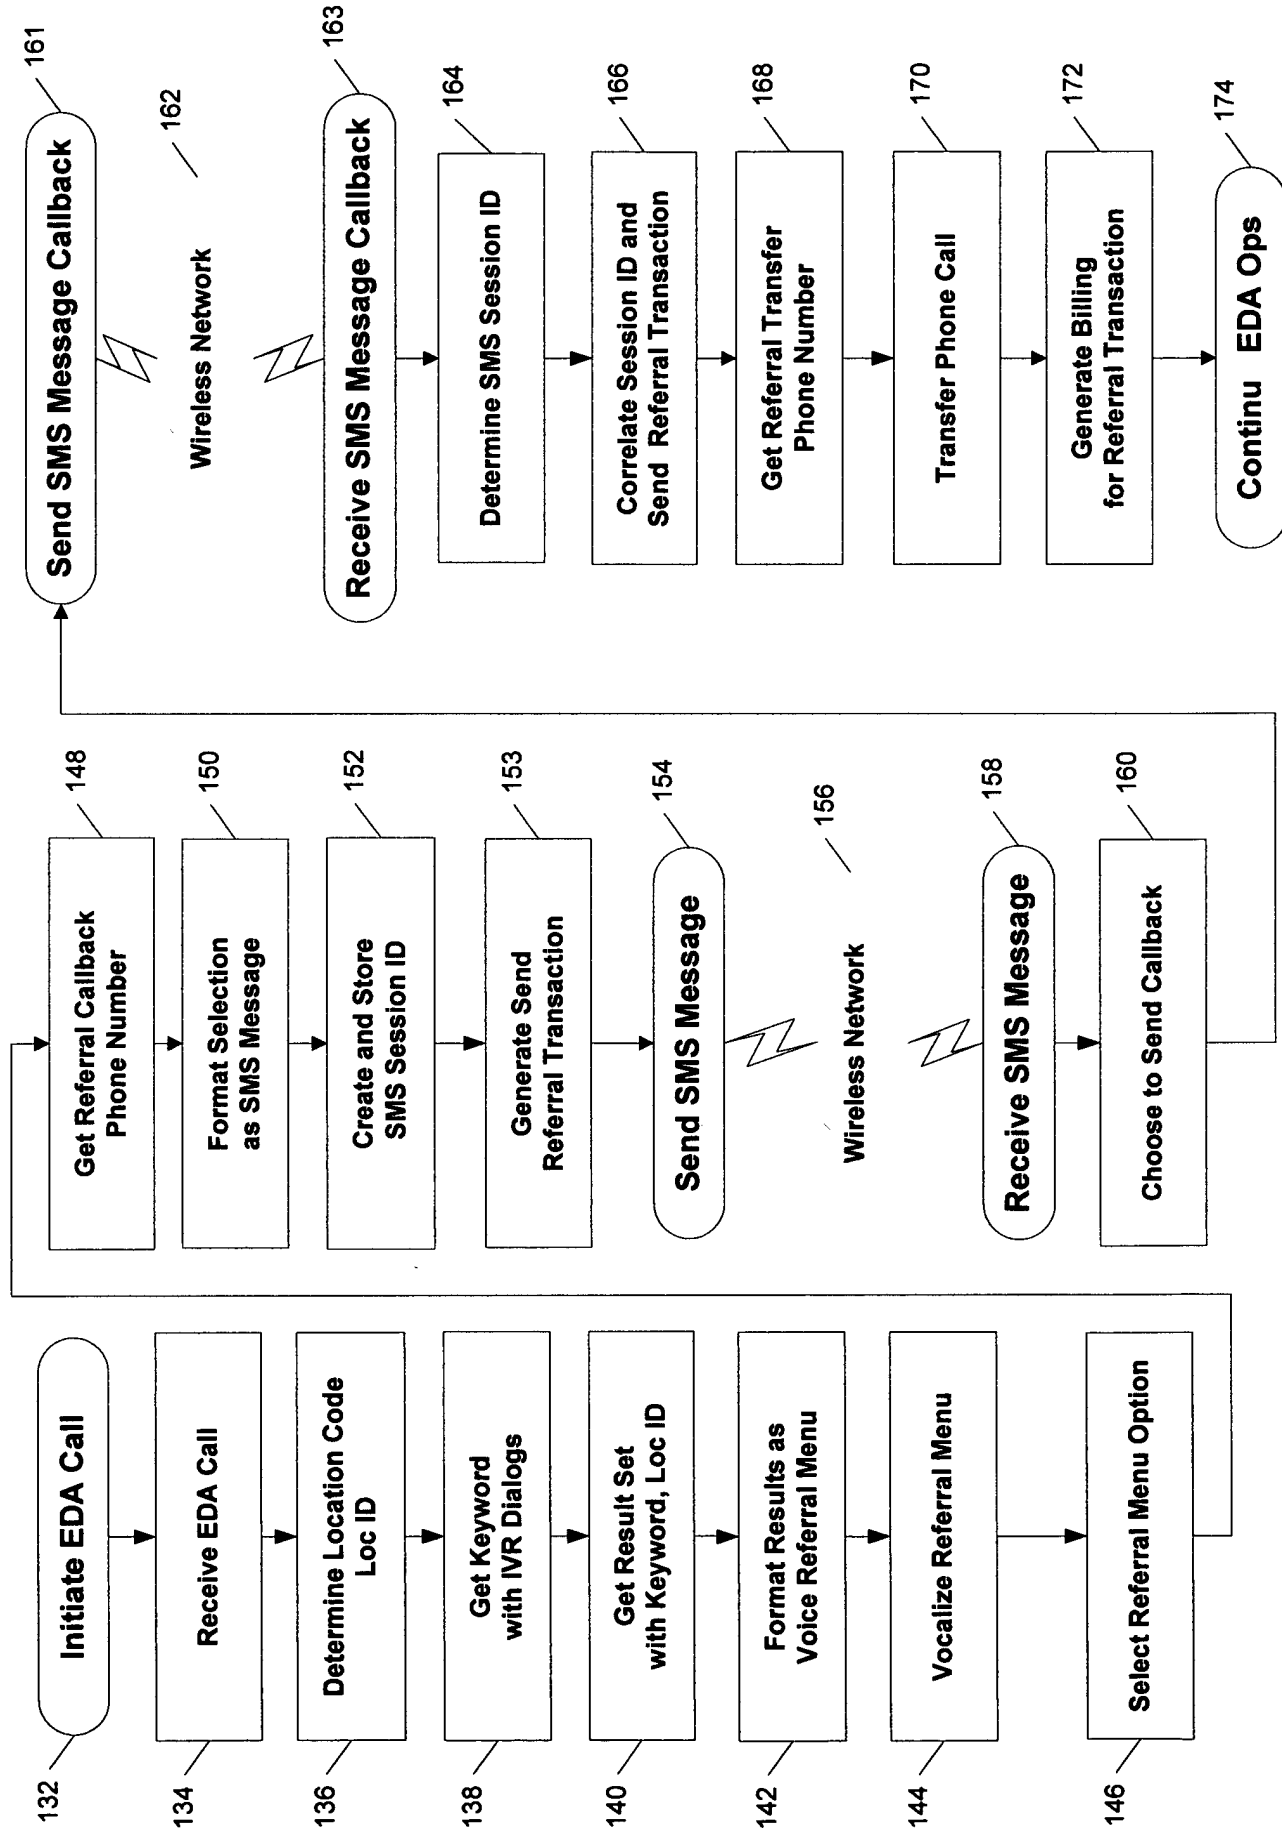 132
Initiate EDA Call
134
Receive EDA Call
136
Determine Location Code
Loc ID
138
Get Keyword
with IVR Dialogs
140
Get Result Set
with Keyword, Loc ID
142
Format Results as
Voice Referral Menu
144
Vocalize Referral Menu
146
Select Referral Menu Option
148
Get Referral Callback
Phone Number
150
Format Selection
as SMS Message
152
Create and Store
SMS Session ID
153
Generate Send
Referral Transaction
154
Send SMS Message
156
Wireless Network
158
Receive SMS Message
160
Choose to Send Callback
161
Send SMS Message Callback
162
Wireless Network
163
Receive SMS Message Callback
164
Determine SMS Session ID
166
Correlate Session ID and
Send Referral Transaction
168
Get Referral Transfer
Phone Number
170
Transfer Phone Call
172
Generate Billing
for Referral Transaction
174
Continu EDA Ops